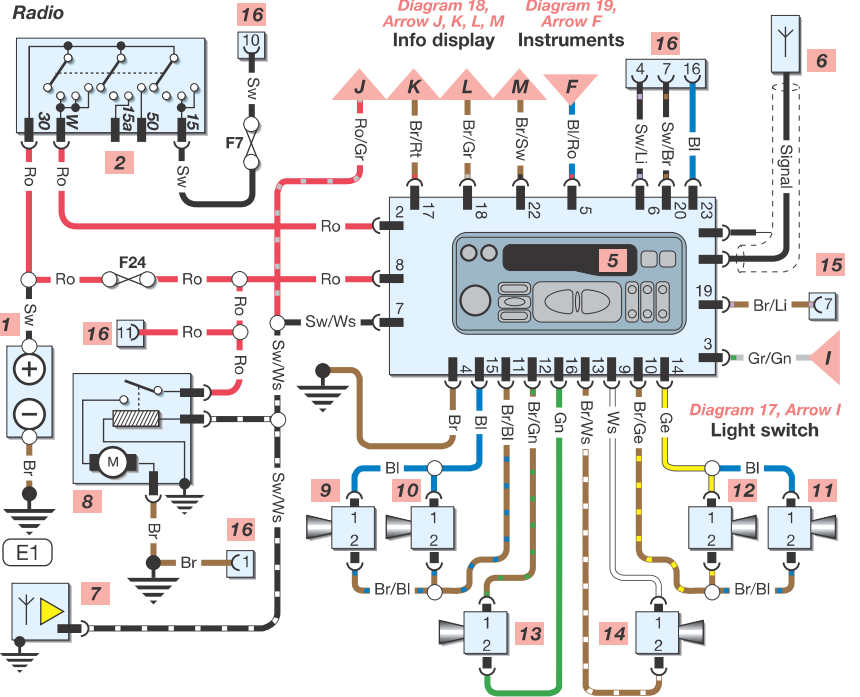 Radio
16
10
Diagram 18,
Arrow J, K, L, M
Info display
Diagram 19,
Arrow F
Instruments
16
4 7 16
6
J K L M F
30 W 15a 50 15
2
Sw
F7
Ro Ro Sw
Ro/Gr Br/Rt Br/Gr Br/Sw Bl/Ro Sw/Li Sw/Br Bl Signal
17 18 22 5 6 20 23
2
Ro
8
7
5
19
3
15
Br/Li
7
Gr/Gn
I
Ro
F24
Ro
Ro
Ro
Sw/Ws
Sw
1
16
11
Ro
Ro
Sw/Ws
4 15 11 12 16 13 9 10 14
Br Bl Br/Bl Br/Gn Gn Br/Ws Ws Br/Ge Ge
Diagram 17, Arrow I
Light switch
M
8
Br
E1
Br
Br
16
1
Sw/Ws
Bl
Bl
9
10
12
11
1
2
1
2
1
2
1
2
Br/Bl
Br/Bl
7
13
1
2
14
1
2